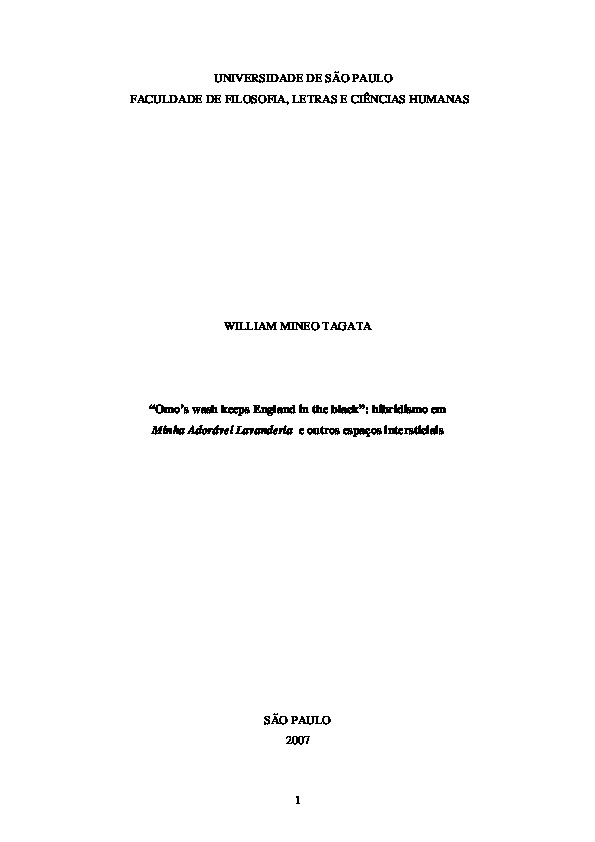 UNIVERSIDADE DE SÃO PAULO
FACULDADE DE FILOSOFIA, LETRAS E CIÊNCIAS HUMANAS
WILLIAM MINEO TAGATA
“Omo’s wash keeps England in the black”: hibridismo em
Minha Adorável Lavanderia e outros espaços intersticiais
SÃO PAULO
2007
1